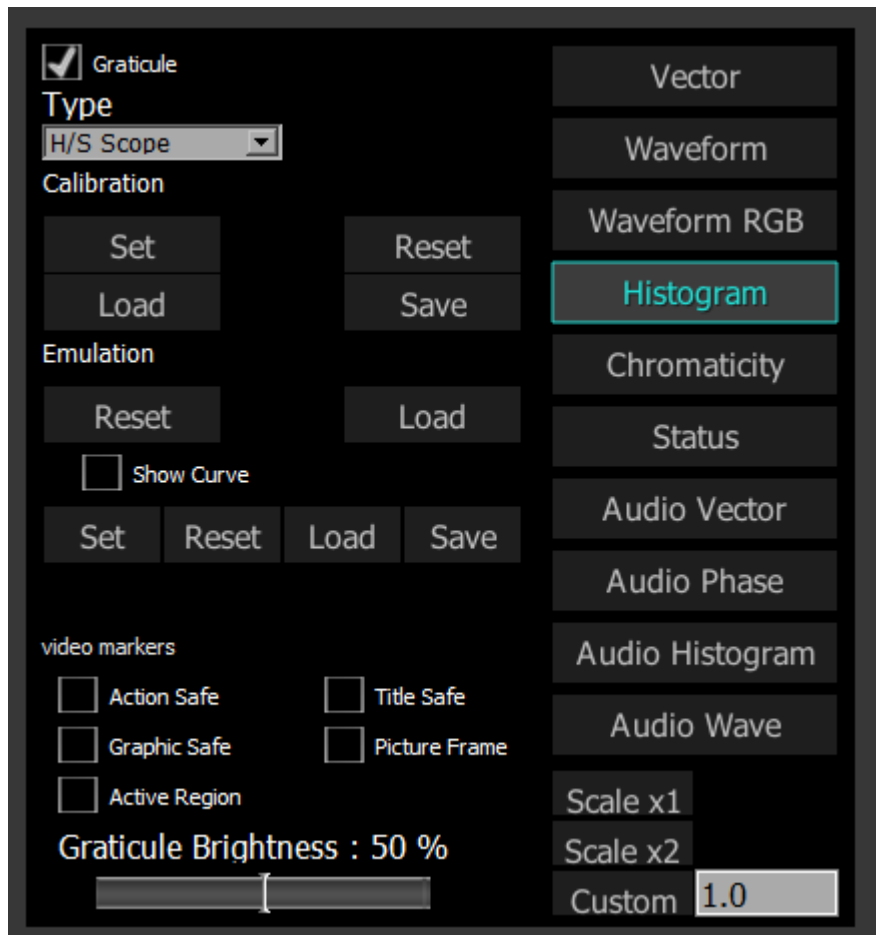 Graticule
Type
H/S Scope
Calibration
Set Reset
Load Save
Emulation
Reset Load
Show Curve
Set Reset Load Save
video markers
Action Safe Title Safe
Graphic Safe Picture Frame
Active Region
Graticule Brightness : 50 %
Vector
Waveform
Waveform RGB
Histogram
Chromaticity
Status
Audio Vector
Audio Phase
Audio Histogram
Audio Wave
Scale x1
Scale x2
Custom 1.0